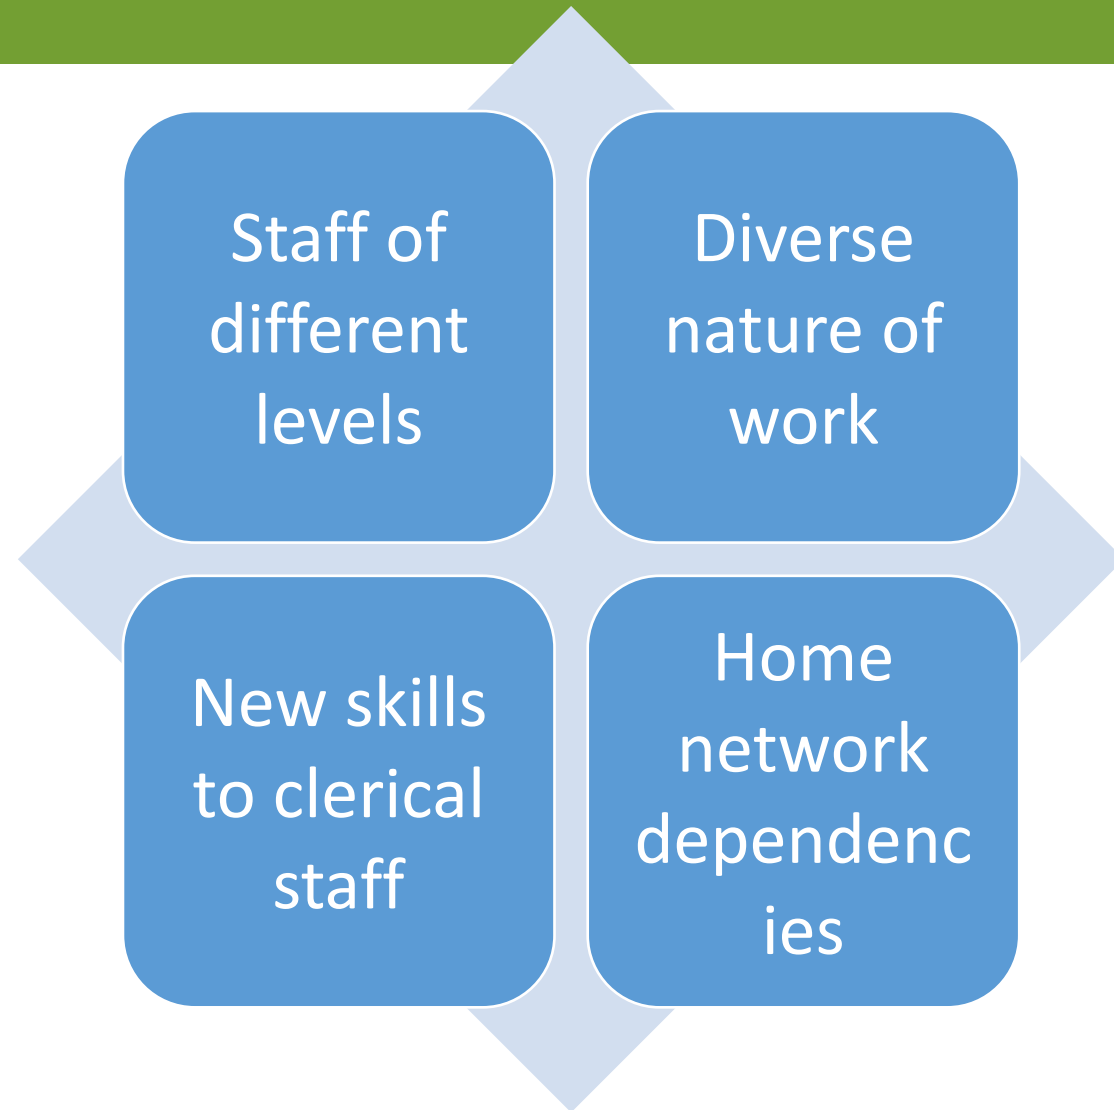 Staff of
different
levels
Diverse
nature of
work
New skills
to clerical
staff
Home
network
dependenc
ies